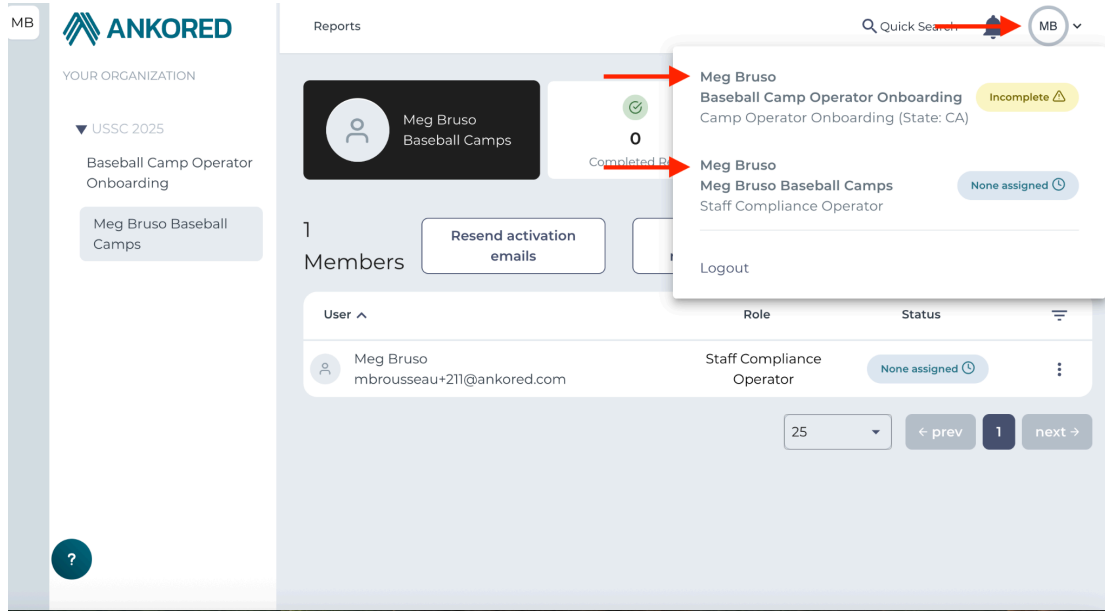 MB
ANKORED
YOUR ORGANIZATION
USSC 2025
Baseball Camp Operator
Onboarding
Meg Bruso Baseball
Camps
?
Reports
Quick Search
MB
Meg Bruso
Baseball Camps
0
Completed
Meg Bruso
Baseball Camp Operator Onboarding
Camp Operator Onboarding (State: CA)
Incomplete
Meg Bruso
Meg Bruso Baseball Camps
Staff Compliance Operator
None assigned
Logout
1
Members
Resend activation
emails
User
Role
Status
Meg Bruso
mbrousseau+211@ankored.com
Staff Compliance
Operator
None assigned
25
← prev
1
next →